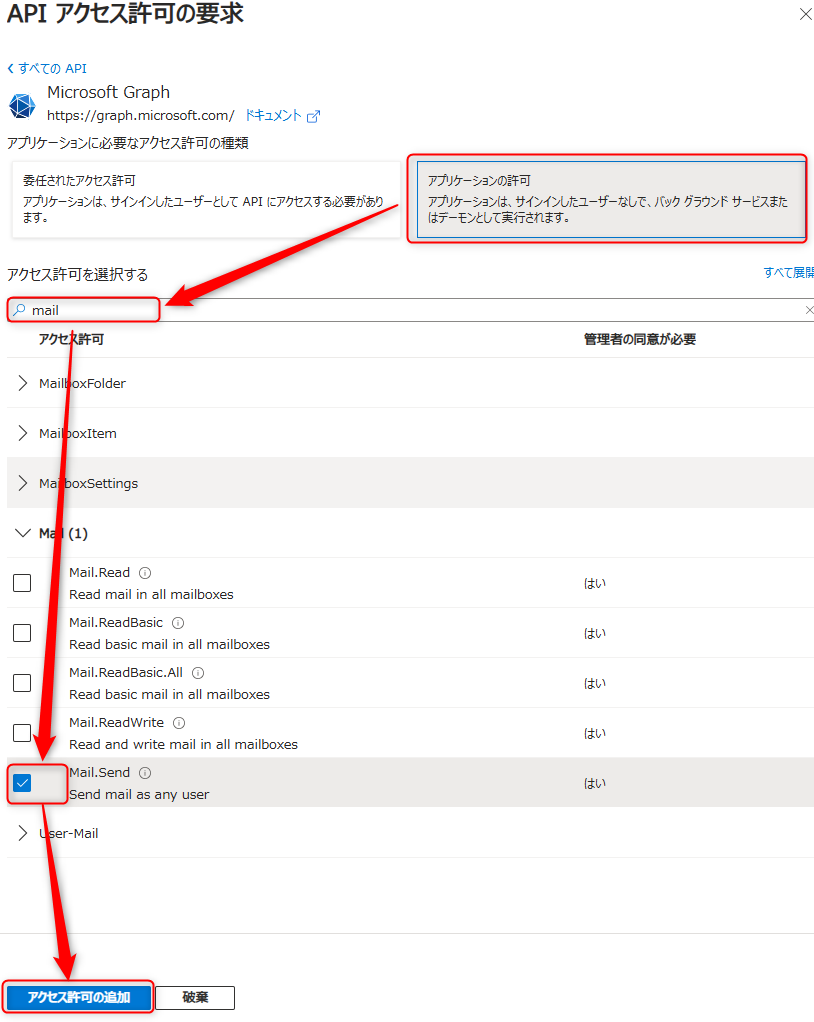 API アクセス許可の要求
すべての API
Microsoft Graph
https://graph.microsoft.com/ ドキュメント
アプリケーションに必要なアクセス許可の種類
委任されたアクセス許可
アプリケーションは、サインインしたユーザーとして API にアクセスする必要があり
ます。
アプリケーションの許可
アプリケーションは、サインインしたユーザーなしで、バック グラウンド サービスまた
はデーモンとして実行されます。
アクセス許可を選択する
すべて展開
mail
アクセス許可
管理者の同意が必要
MailboxFolder
MailboxItem
MailboxSettings
Mail (1)
Mail.Read
Read mail in all mailboxes
はい
Mail.ReadBasic
Read basic mail in all mailboxes
はい
Mail.ReadBasic.All
Read basic mail in all mailboxes
はい
Mail.ReadWrite
Read and write mail in all mailboxes
はい
Mail.Send
Send mail as any user
はい
User-Mail
アクセス許可の追加
破棄